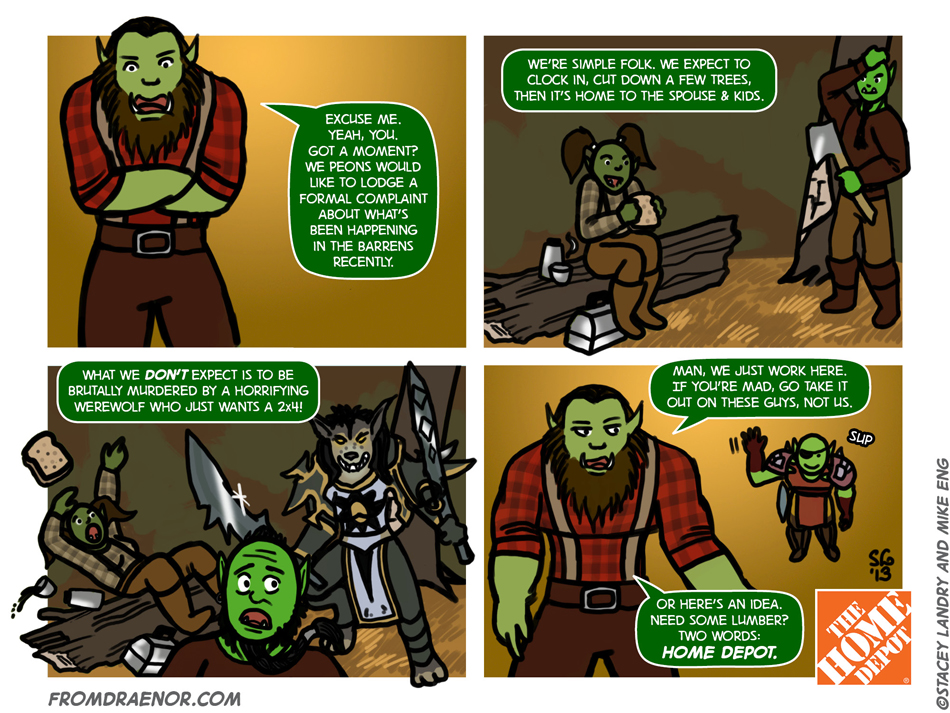 EXCUSE ME.
YEAH, YOU.
GOT A MOMENT?
WE PEONS WOULD
LIKE TO LODGE A
FORMAL COMPLAINT
ABOUT WHAT'S
BEEN HAPPENING
IN THE BARRENS
RECENTLY.
WE'RE SIMPLE FOLK. WE EXPECT TO
CLOCK IN, CUT DOWN A FEW TREES,
THEN IT'S HOME TO THE SPOUSE & KIDS.
WHAT WE DON'T EXPECT IS TO BE
BRUTALLY MURDERED BY A HORRIFYING
WEREWOLF WHO JUST WANTS A 2x4!
MAN, WE JUST WORK HERE.
IF YOU'RE MAD, GO TAKE IT
OUT ON THESE GUYS, NOT US.
SLIP
OR HERE'S AN IDEA.
NEED SOME LUMBER?
TWO WORDS:
HOME DEPOT.
SG
'13
THE
HOME
DEPOT
®
FROMDRAENOR.COM
©STACEY LANDRY AND MIKE ENG